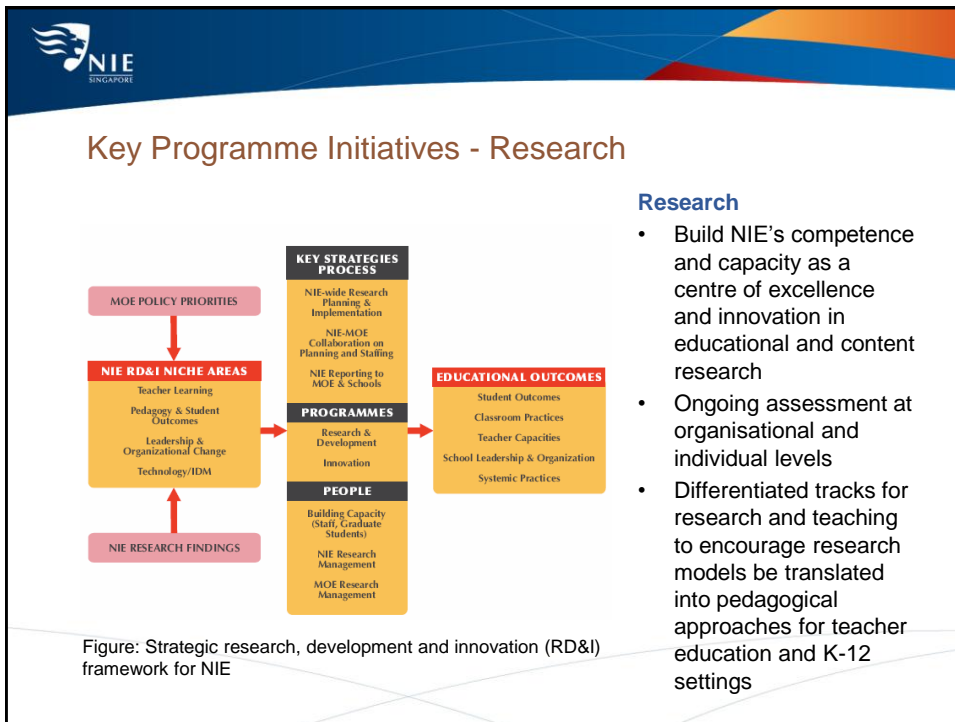 NIE
SINGAPORE
Key Programme Initiatives - Research
MOE POLICY PRIORITIES
NIE RD&I NICHE AREAS
Teacher Learning
Pedagogy & Student
Outcomes
Leadership &
Organizational Change
Technology/IDM
NIE RESEARCH FINDINGS
KEY STRATEGIES
PROCESS
NIE-wide Research
Planning &
Implementation
NIE-MOE
Collaboration on
Planning and Staffing
NIE Reporting to
MOE & Schools
PROGRAMMES
Research &
Development
Innovation
PEOPLE
Building Capacity
(Staff, Graduate
Students)
NIE Research
Management
MOE Research
Management
EDUCATIONAL OUTCOMES
Student Outcomes
Classroom Practices
Teacher Capacities
School Leadership & Organization
Systemic Practices
Figure: Strategic research, development and innovation (RD&I)
framework for NIE
Research
• Build NIE’s competence
and capacity as a
centre of excellence
and innovation in
educational and content
research
• Ongoing assessment at
organisational and
individual levels
• Differentiated tracks for
research and teaching
to encourage research
models be translated
into pedagogical
approaches for teacher
education and K-12
settings